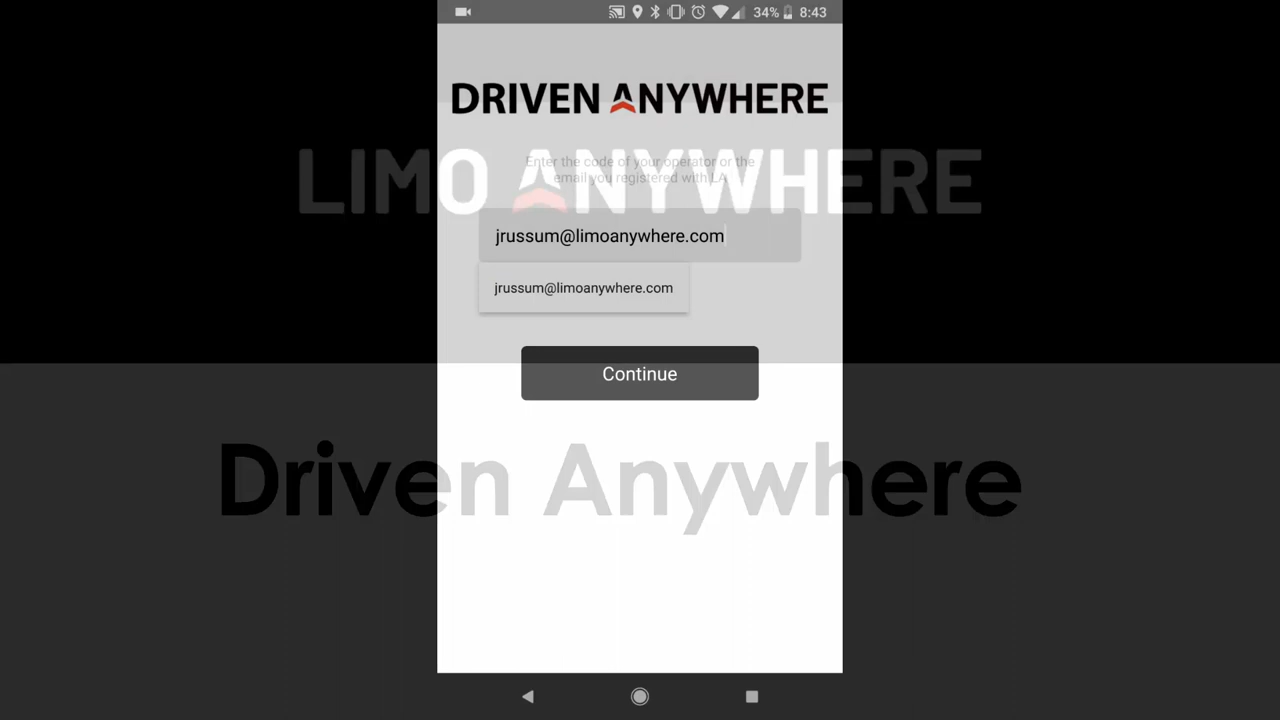 34% 8:43
DRIVEN ANYWHERE
LIMO ANYWHERE
Enter the code of your operator or the
email you registered with LA
jrussum@limoanywhere.com
jrussum@limoanywhere.com
Continue
Driven Anywhere